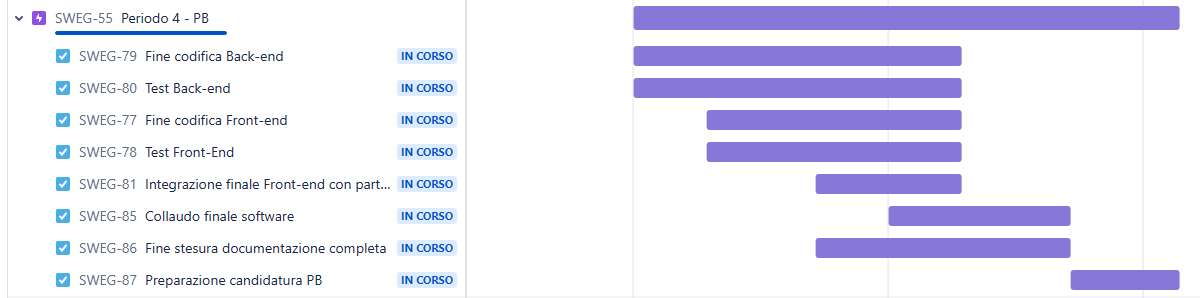 SWEG-55 Periodo 4 - PB
SWEG-79 Fine codifica Back-end IN CORSO
SWEG-80 Test Back-end IN CORSO
SWEG-77 Fine codifica Front-end IN CORSO
SWEG-78 Test Front-End IN CORSO
SWEG-81 Integrazione finale Front-end con part... IN CORSO
SWEG-85 Collaudo finale software IN CORSO
SWEG-86 Fine stesura documentazione completa IN CORSO
SWEG-87 Preparazione candidatura PB IN CORSO